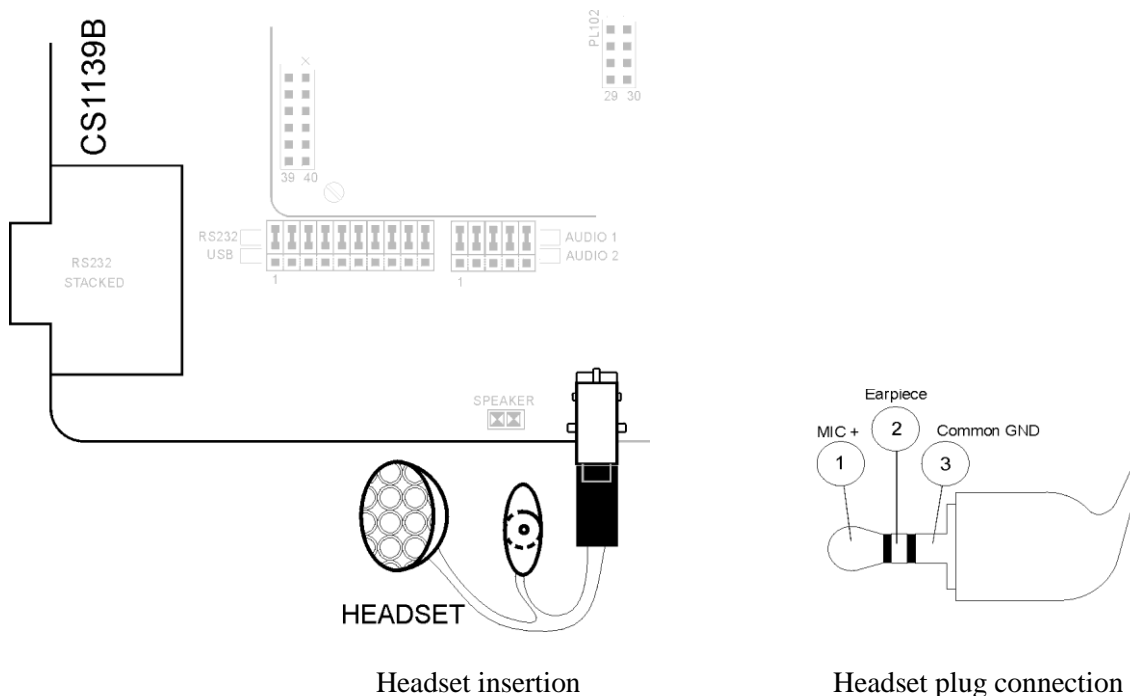 CS1139B
PL102
29 30
×
39 40
RS232
USB
1
AUDIO 1
AUDIO 2
1
RS232
STACKED
SPEAKER
HEADSET
Earpiece
MIC +
2
Common GND
1
3
Headset insertion
Headset plug connection